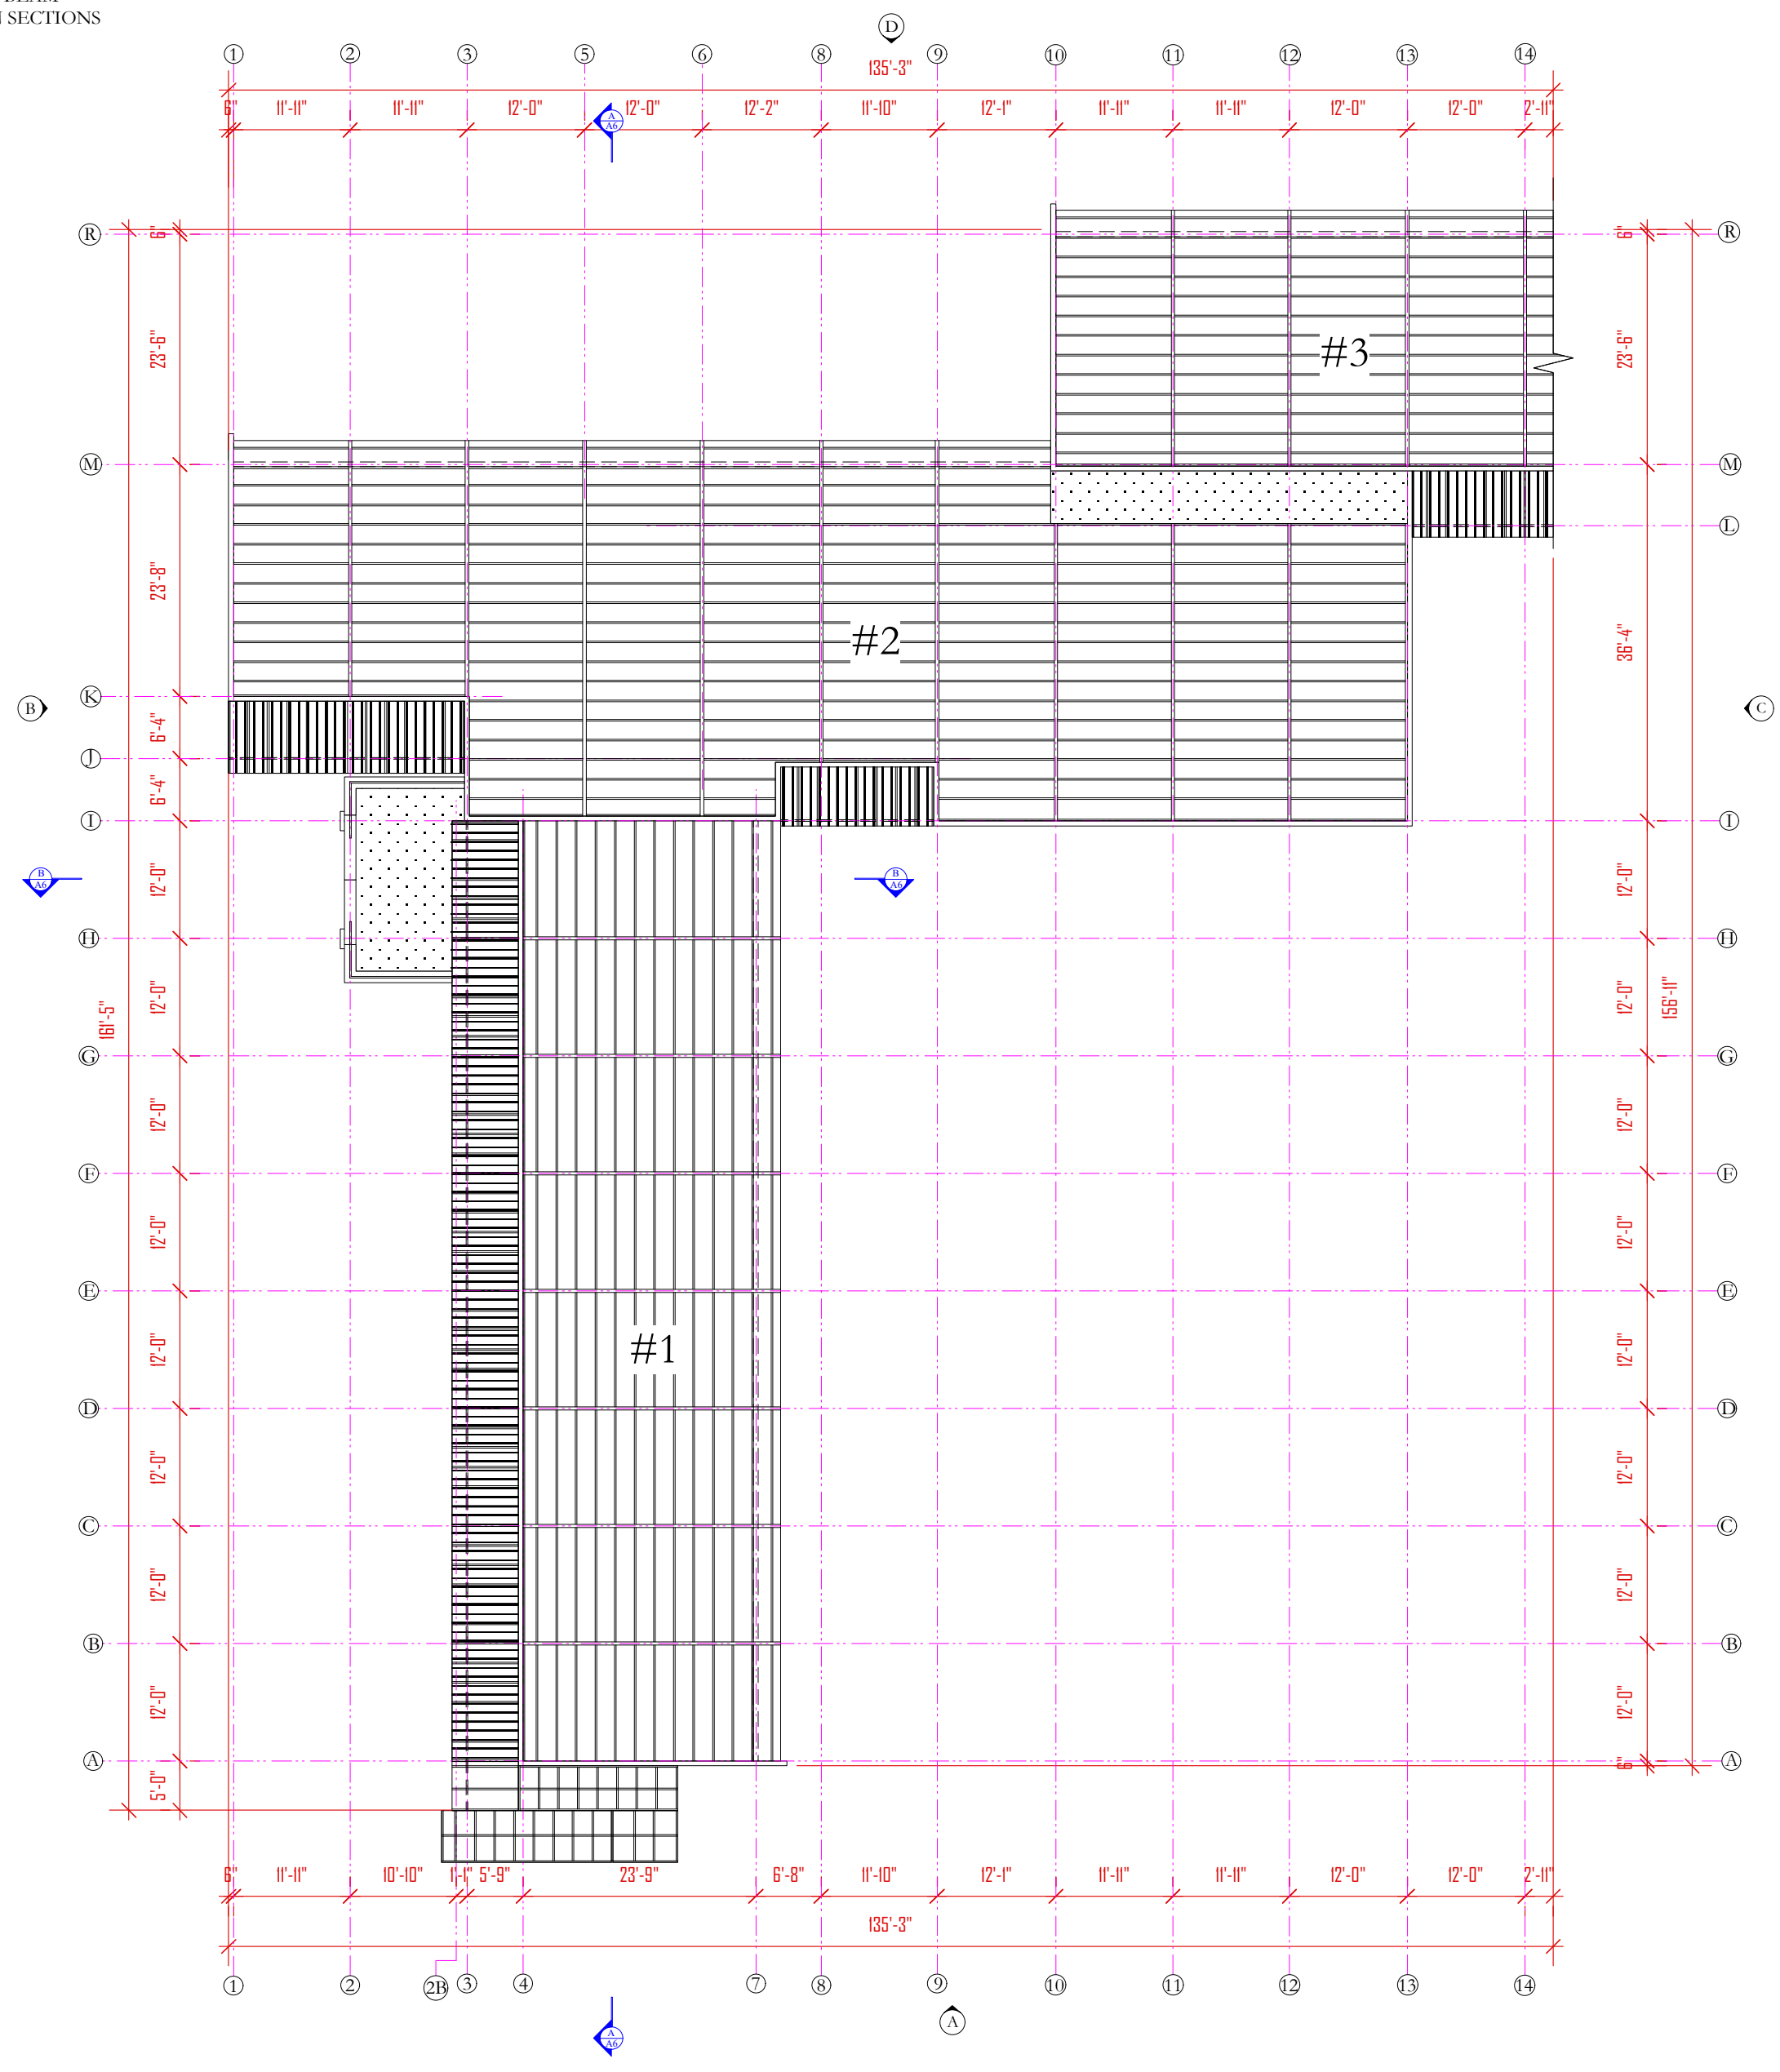 BEAM
SECTIONS
D
1 2 3 5 6 8 9 10 11 12 13 14
135'-3"
6" 11'-11" 11'-11" 12'-0" 12'-0" 12'-2" 11'-10" 12'-1" 11'-11" 11'-11" 12'-0" 12'-0" 2'-11"
A
A6
R 6" 6" R
23'-6" #3 23'-6"
M M
L
23'-8" #2 36'-4"
K
B C
6'-4"
J
6'-4"
I I
12'-0" 12'-0"
B B
A6 A6
H H
161'-5" 12'-0" 12'-0" 156'-11"
G G
12'-0" 12'-0"
F F
12'-0" 12'-0"
E E
12'-0" #1 12'-0"
D D
12'-0" 12'-0"
C C
12'-0" 12'-0"
B B
12'-0" 12'-0"
A 6" A
5'-0"
6" 11'-11" 10'-10" 1'-1" 5'-9" 23'-9" 6'-8" 11'-10" 12'-1" 11'-11" 11'-11" 12'-0" 12'-0" 2'-11"
135'-3"
1 2 2B 3 4 7 8 9 10 11 12 13 14
A
A
A6